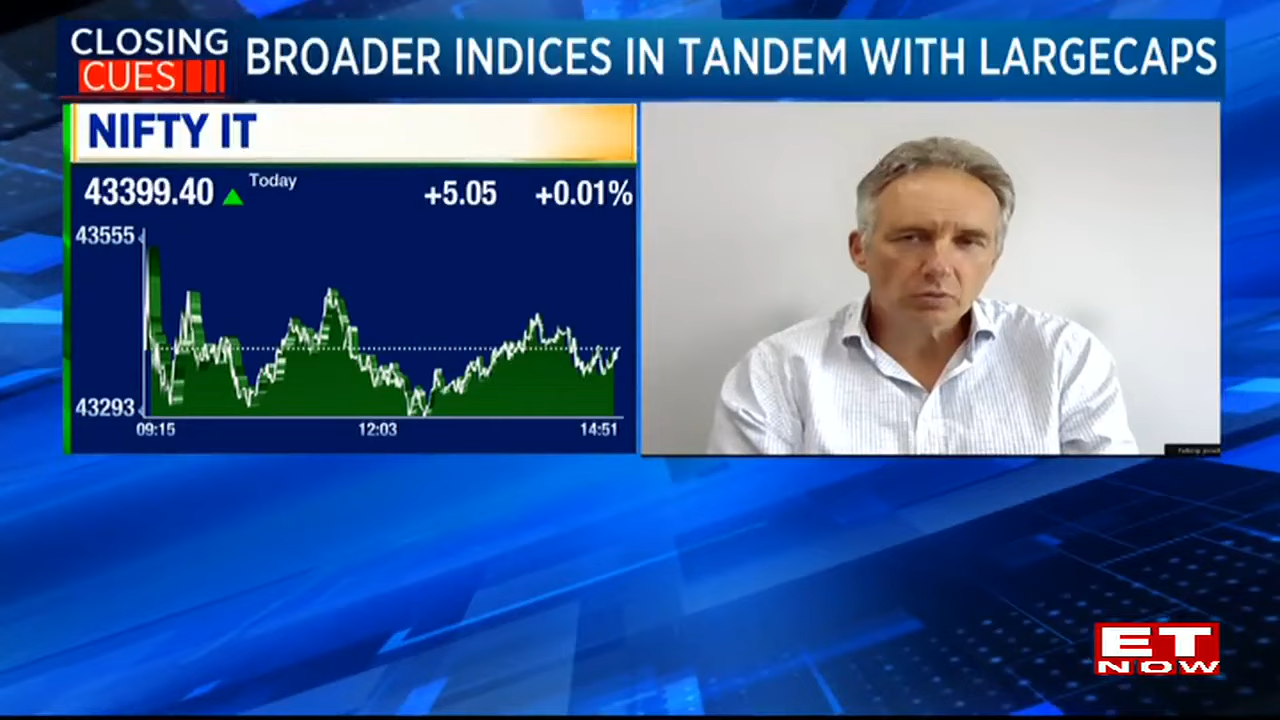 CLOSING
CUES
BROADER INDICES IN TANDEM WITH LARGECAPS
NIFTY IT
43399.40 Today +5.05 +0.01%
43555
43293
09:15 12:03 14:51
ET
NOW